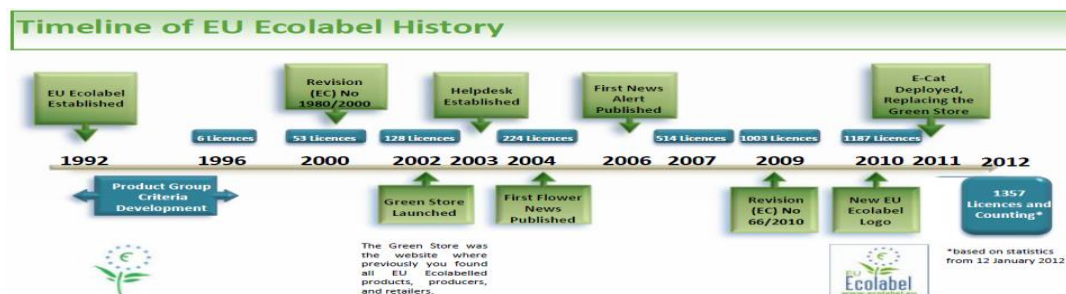 Timeline of EU Ecolabel History
EU Ecolabel
Established
Revision
(EC) No
1980/2000
Helpdesk
Established
First News
Alert
Published
E-Cat
Deployed,
Replacing the
Green Store
6 Licences
53 Licences
128 Licences
224 Licences
514 Licences
1003 Licences
1187 Licences
1992
1996
2000
2002
2003
2004
2006
2007
2009
2010
2011
2012
Product Group
Criteria
Development
Green Store
Launched
First Flower
News
Published
Revision
(EC) No
66/2010
New EU
Ecolabel
Logo
1357
Licences and
Counting*
The Green Store was
the website where
previously you found
all EU Ecolabelled
products, producers,
and retailers.
*based on statistics
from 12 January 2012
EU
Ecolabel